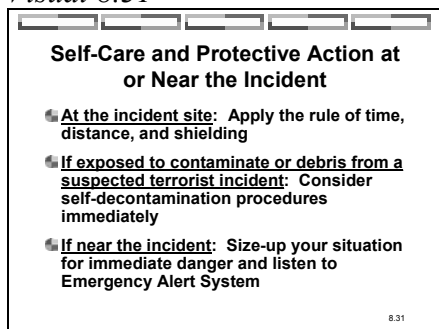 Visual 8.31
Self-Care and Protective Action at
or Near the Incident
At the incident site: Apply the rule of time,
distance, and shielding
If exposed to contaminate or debris from a
suspected terrorist incident: Consider
self-decontamination procedures
immediately
If near the incident: Size-up your situation
for immediate danger and listen to
Emergency Alert System
8.31